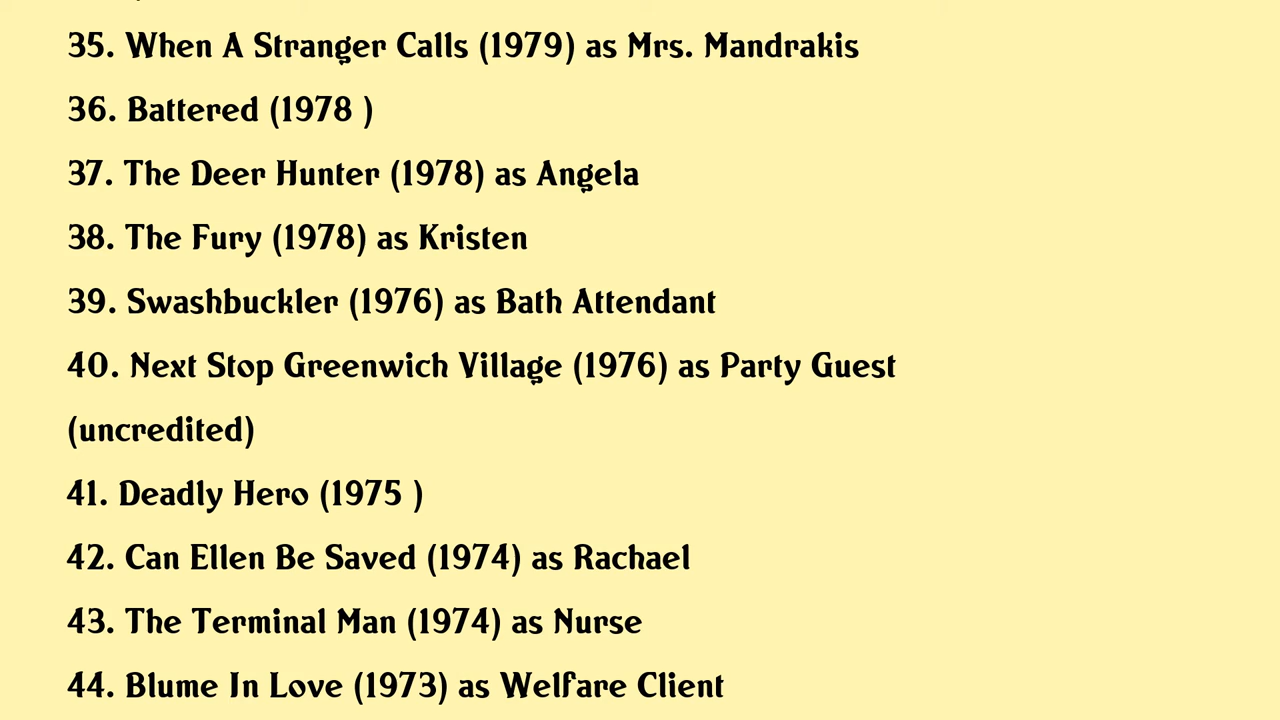 35. When A Stranger Calls (1979) as Mrs. Mandrakis
36. Battered (1978 )
37. The Deer Hunter (1978) as Angela
38. The Fury (1978) as Kristen
39. Swashbuckler (1976) as Bath Attendant
40. Next Stop Greenwich Village (1976) as Party Guest
(uncredited)
41. Deadly Hero (1975 )
42. Can Ellen Be Saved (1974) as Rachael
43. The Terminal Man (1974) as Nurse
44. Blume In Love (1973) as Welfare Client